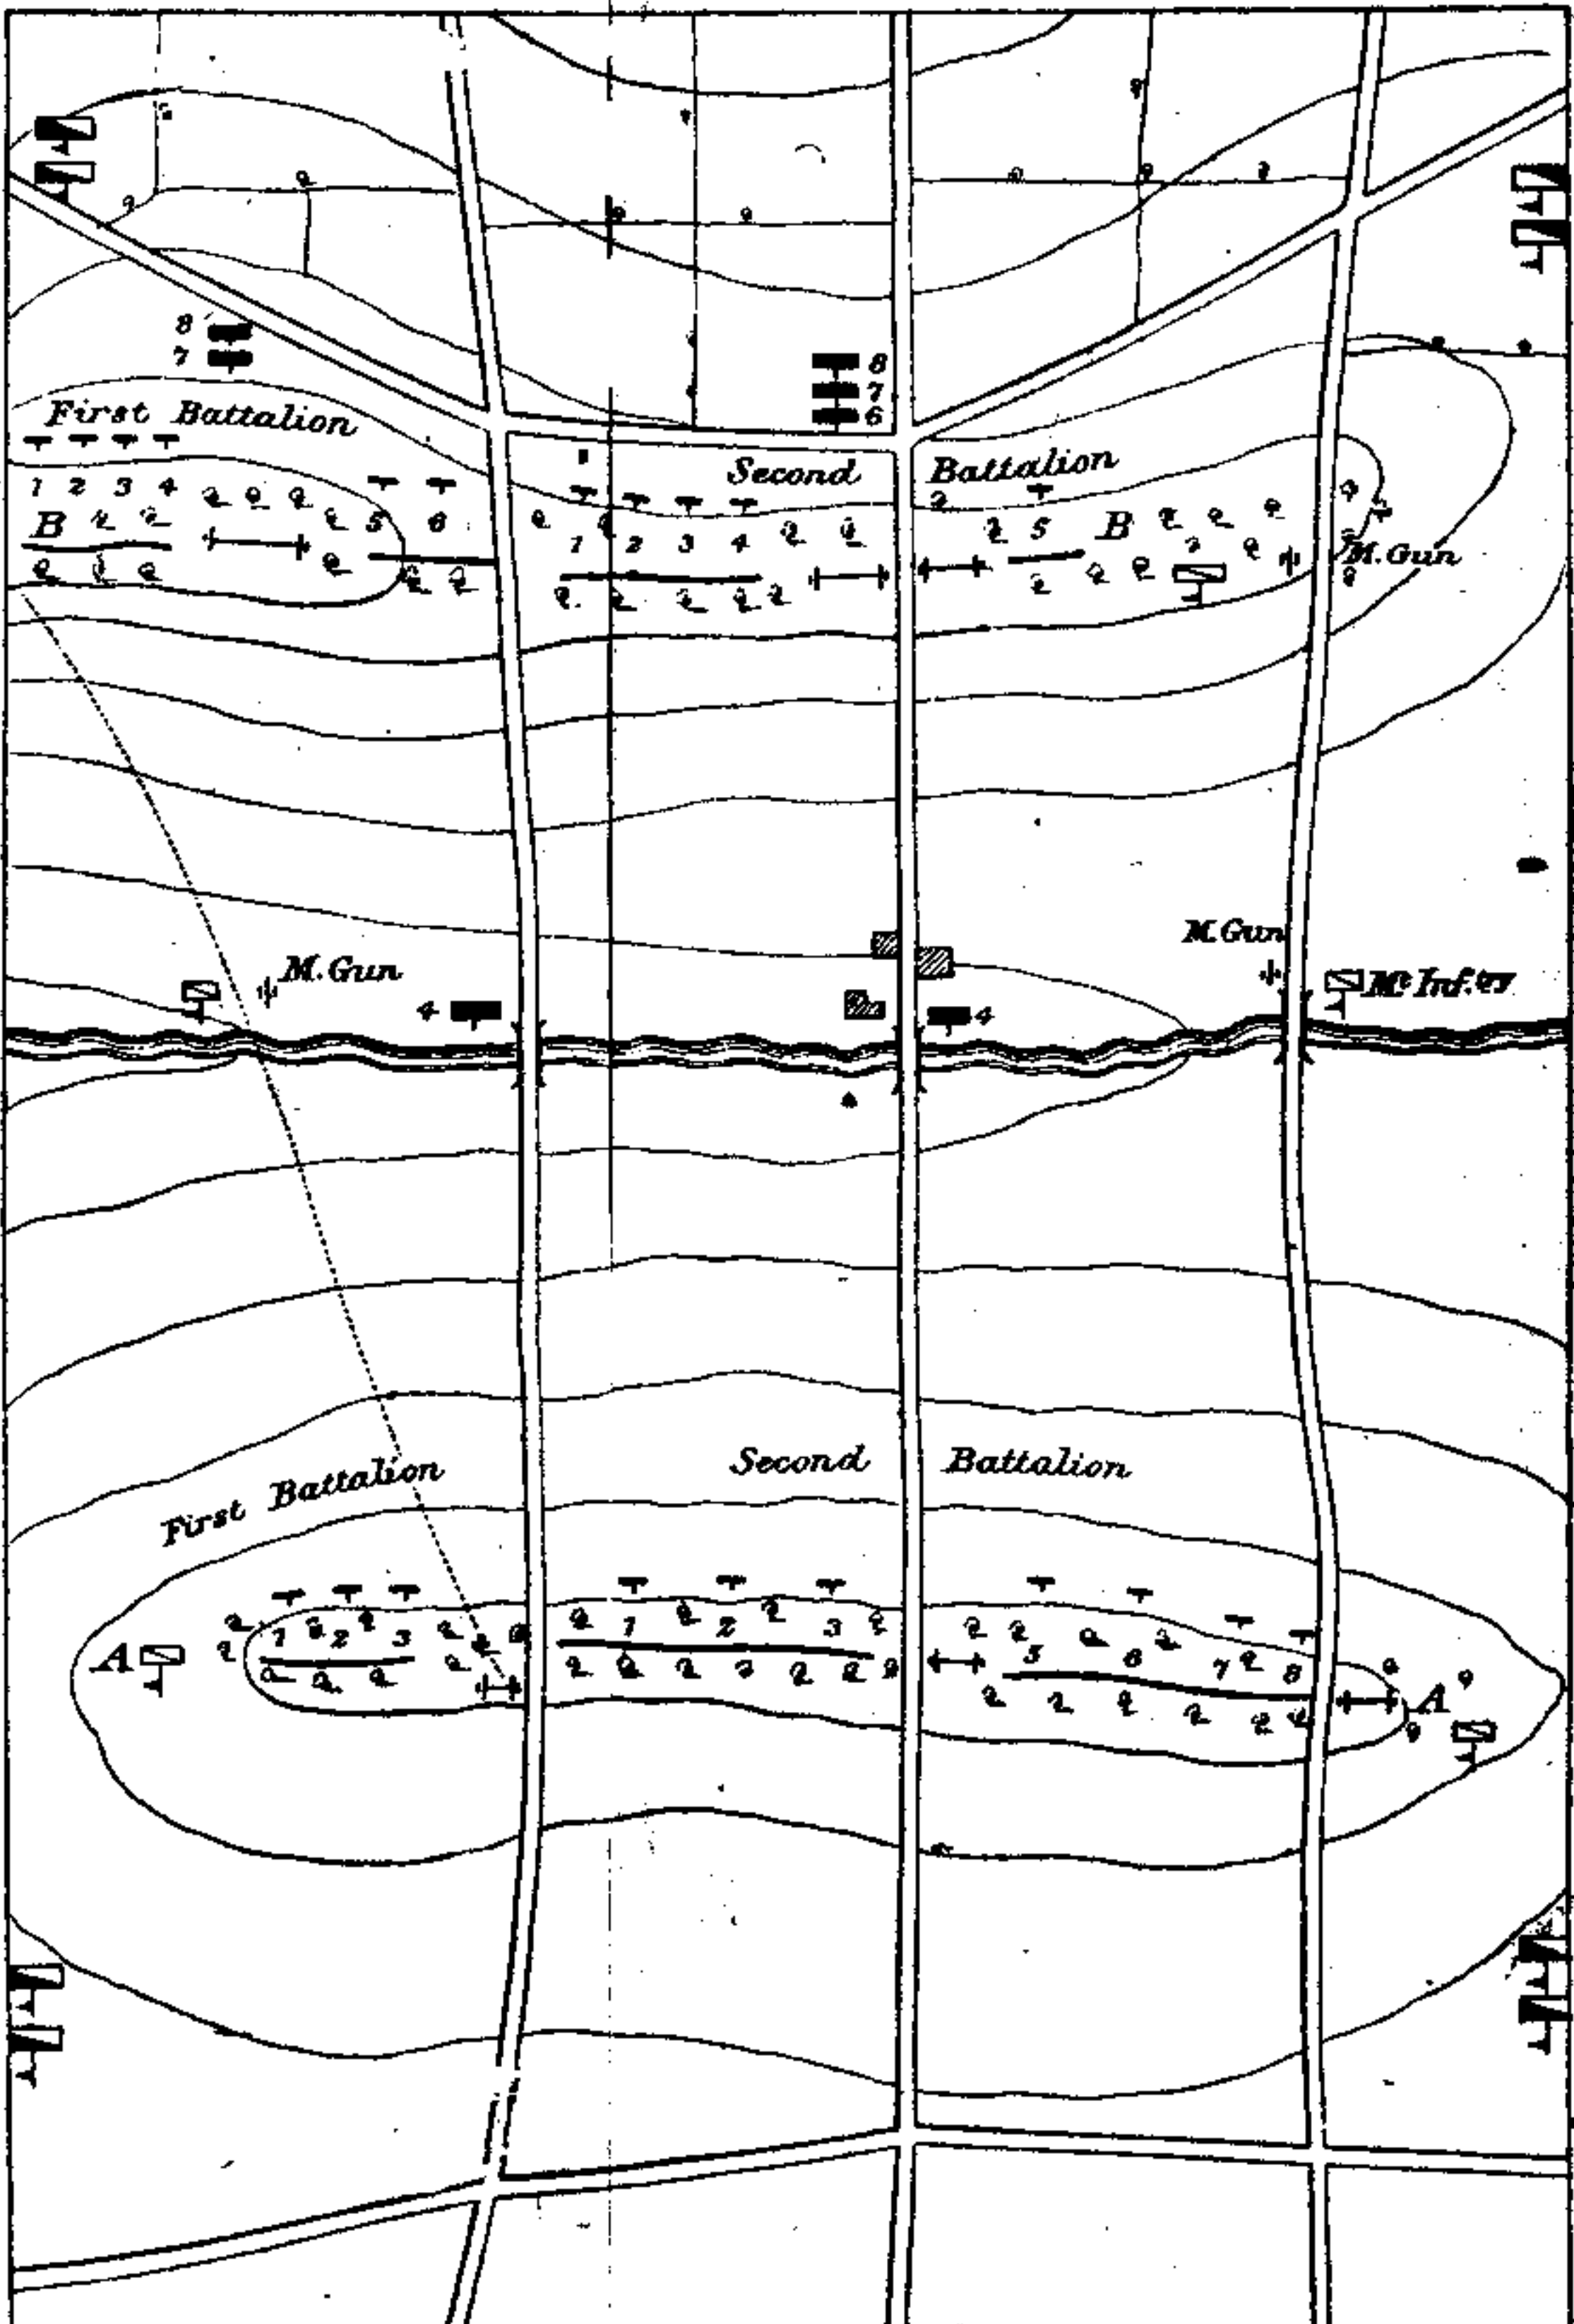 8
7
8
7
6
First Battalion
Second Battalion
1 2 3 4 5 6
1 2 3 4 5
B
B
M. Gun
M. Gun
M. Gun
Mt Inf.try
4
4
First Battalion
Second Battalion
A
1 2 3
1 2 3
5 6 7 8
A